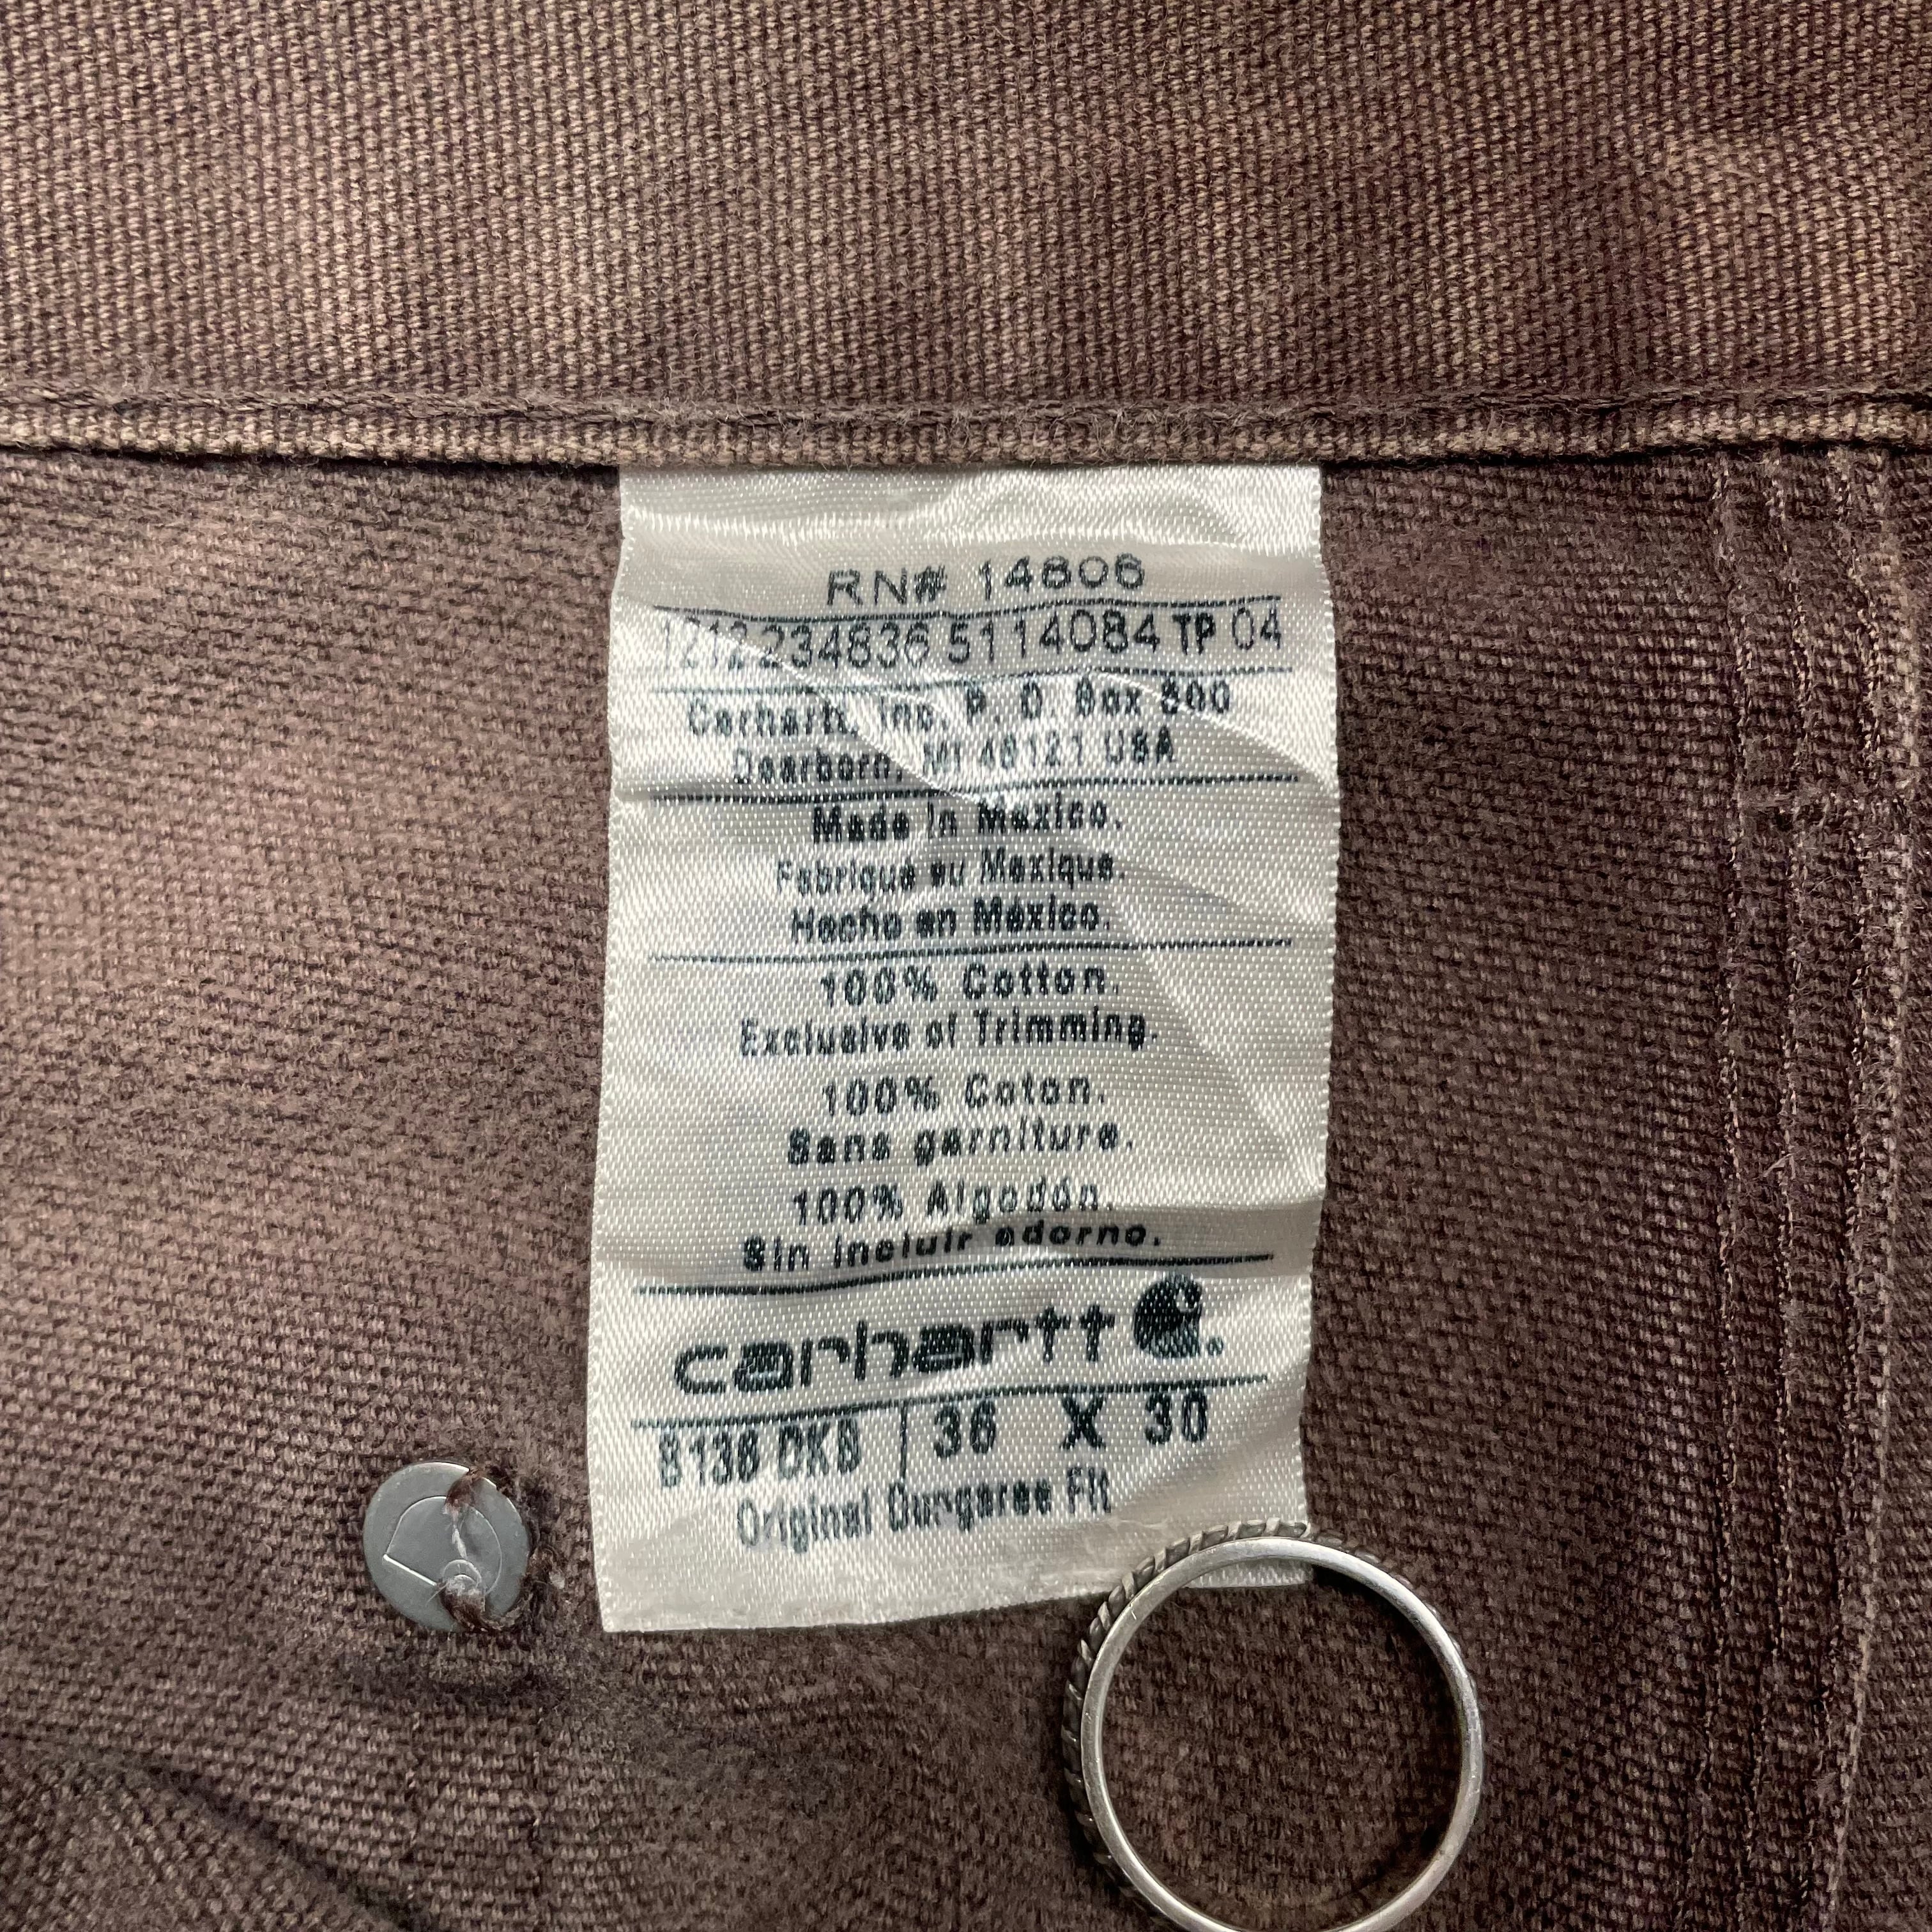 RN# 14806
1212234836 5114084 TP 04
Carhartt, Inc. P. O. Box 600
Dearborn, MI 48121 USA
Made in Mexico.
Fabriqué au Mexique.
Hecho en México.
100% Cotton.
Exclusive of Trimming.
100% Coton.
Sans garniture.
100% Algodón.
Sin incluir adorno.
carhartt
B136 DKB 36 X 30
Original Dungaree Fit